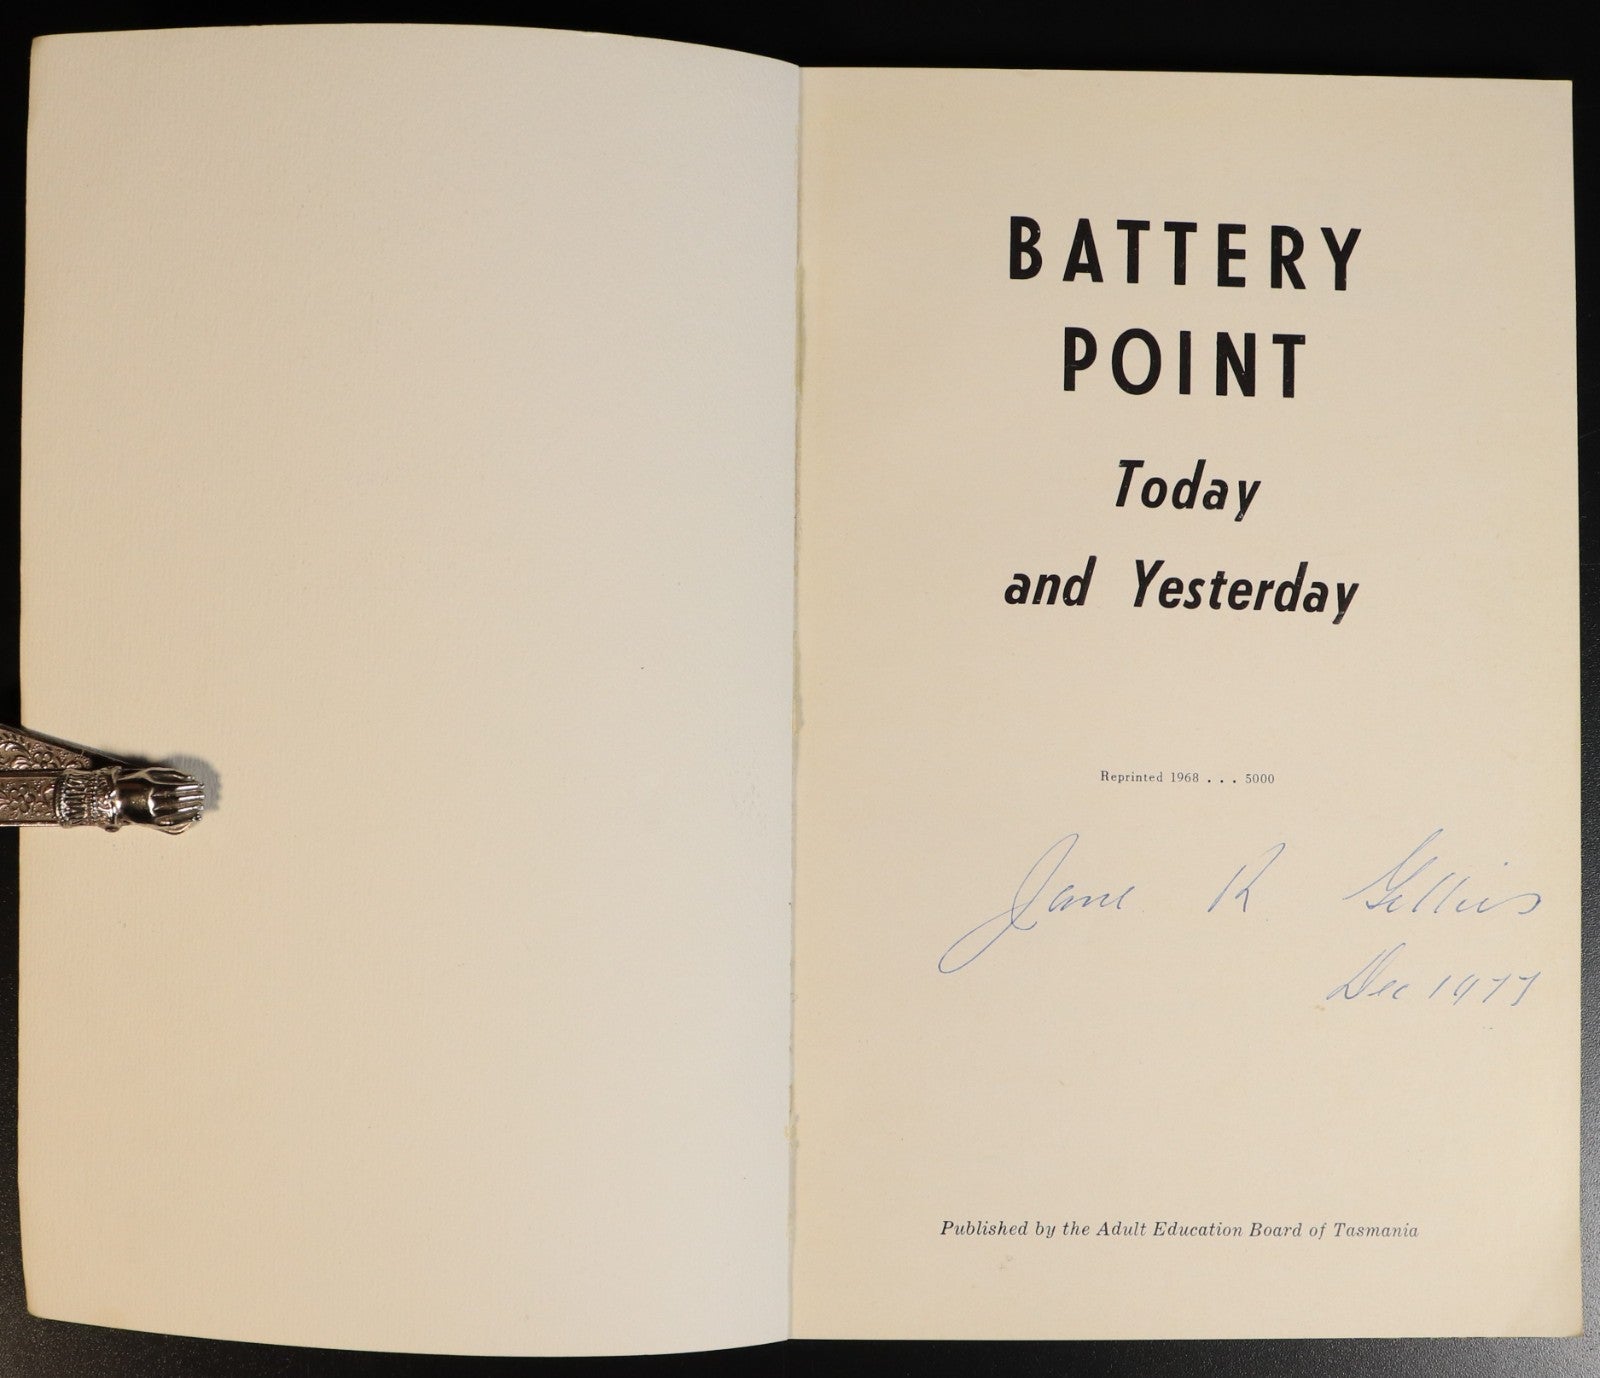 BATTERY
POINT
Today
and Yesterday
Reprinted 1968 . . . 5000
Jane R Gillies
Dec 1977
Published by the Adult Education Board of Tasmania